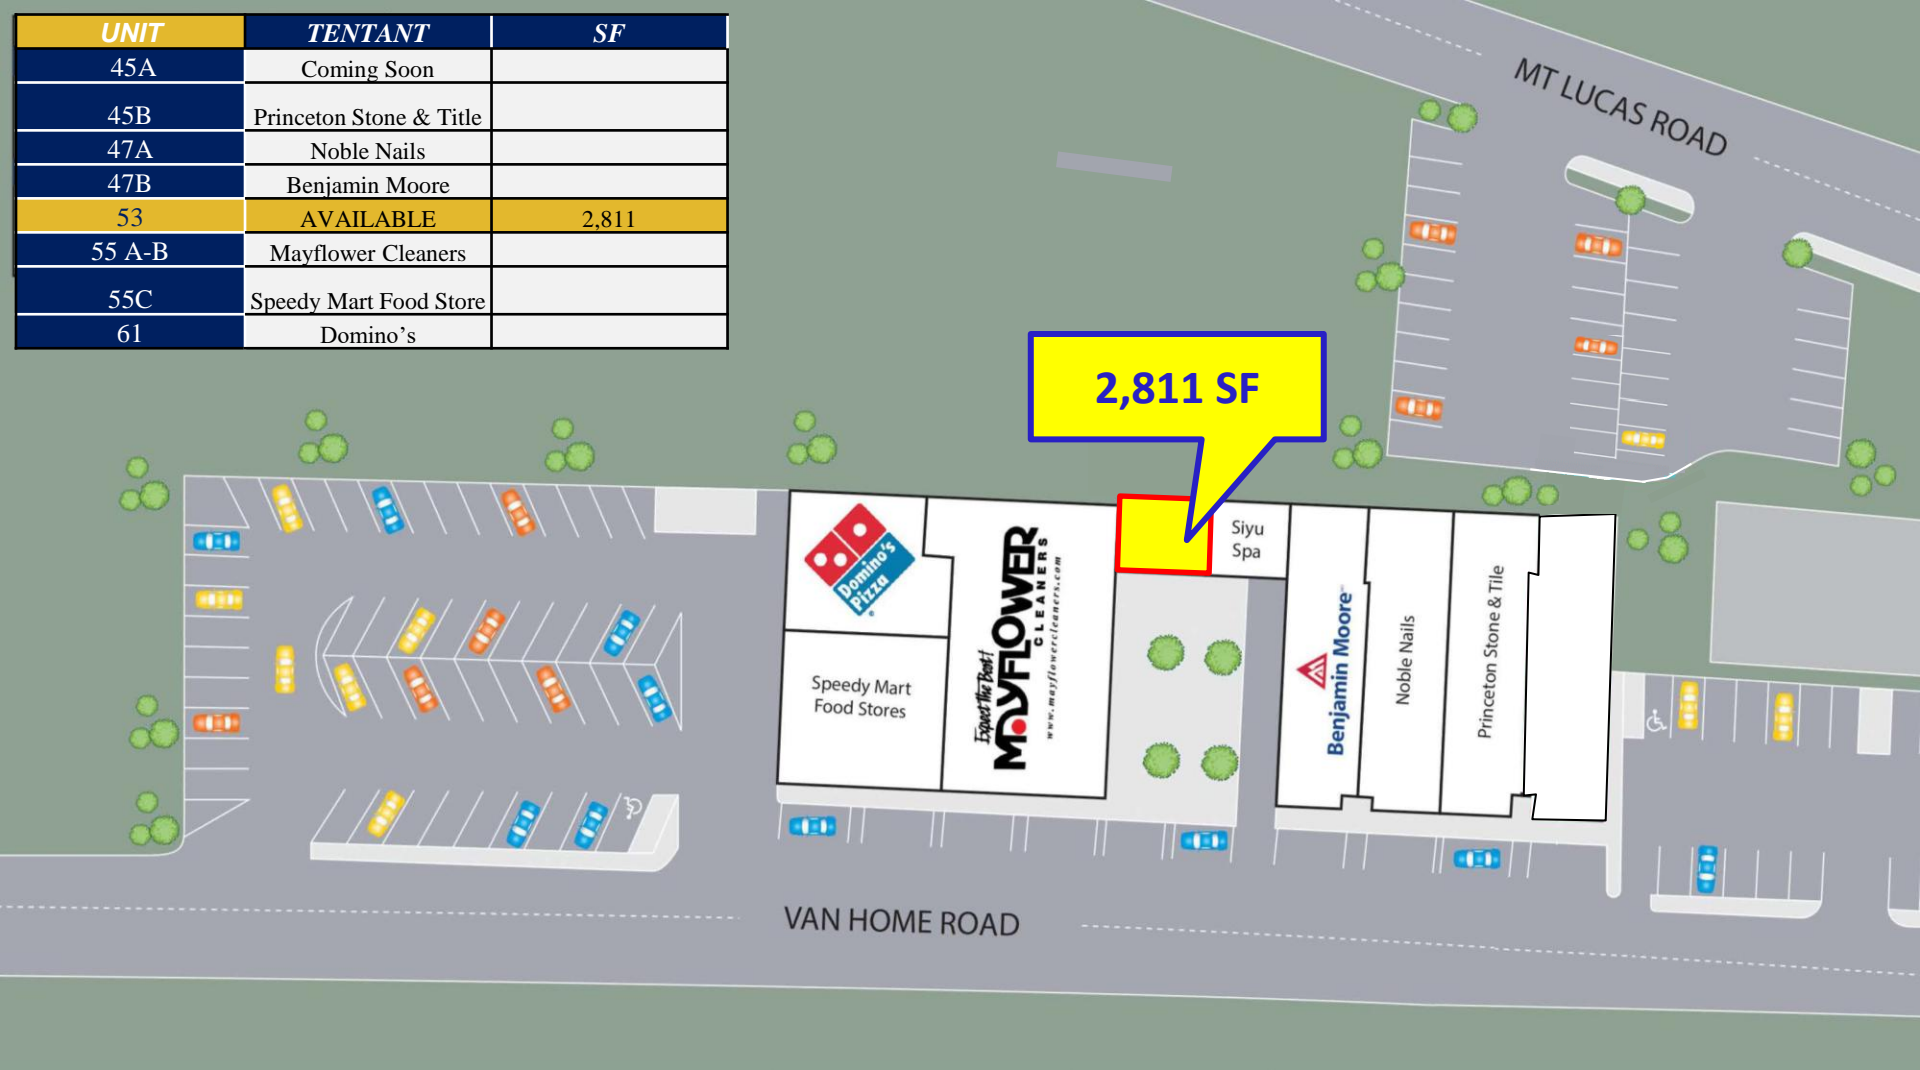 UNIT TENTANT SF
45A Coming Soon
45B Princeton Stone & Title
47A Noble Nails
47B Benjamin Moore
53 AVAILABLE 2,811
55 A-B Mayflower Cleaners
55C Speedy Mart Food Store
61 Domino’s
MT LUCAS ROAD
2,811 SF
Domino's
Pizza
®
Speedy Mart
Food Stores
Expect The Best!
MAYFLOWER
CLEANERS
www.mayflowercleaners.com
Siyu
Spa
Benjamin Moore
Noble Nails
Princeton Stone & Tile
VAN HOME ROAD